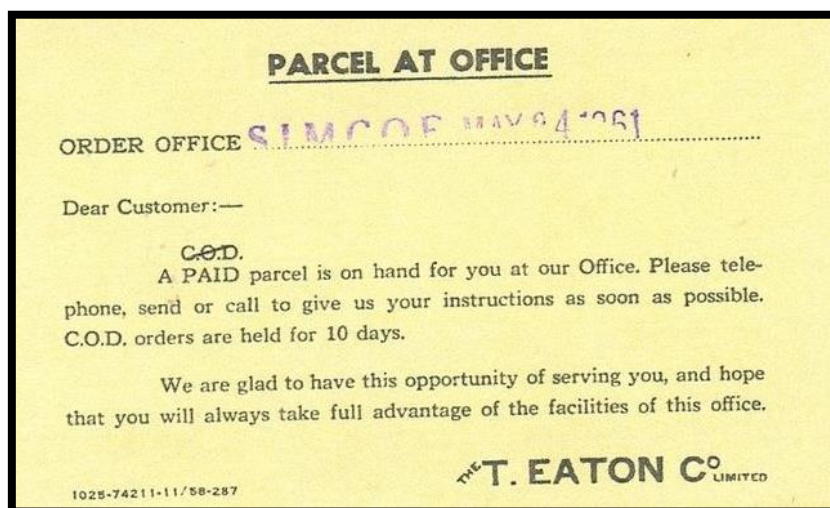 PARCEL AT OFFICE
ORDER OFFICE SIMCOE MAY 24 1961
Dear Customer:—
C.O.D.
A PAID parcel is on hand for you at our Office. Please tele-
phone, send or call to give us your instructions as soon as possible.
C.O.D. orders are held for 10 days.
We are glad to have this opportunity of serving you, and hope
that you will always take full advantage of the facilities of this office.
THE T. EATON CO LIMITED
1025-74211-11/58-287